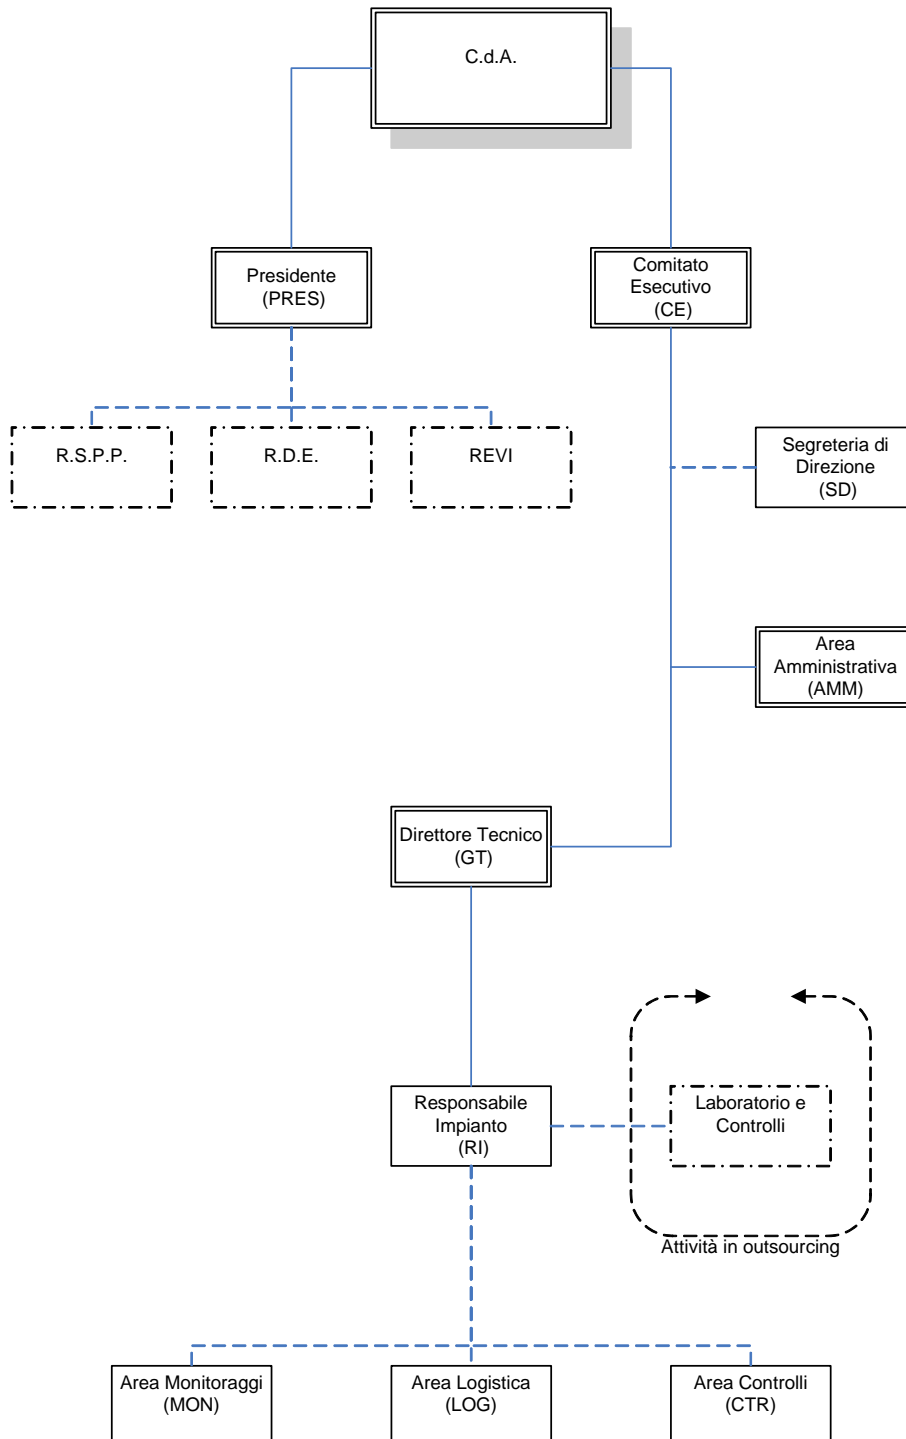 C.d.A.
Presidente
(PRES)
Comitato
Esecutivo
(CE)
R.S.P.P.
R.D.E.
REVI
Segreteria di
Direzione
(SD)
Area
Amministrativa
(AMM)
Direttore Tecnico
(GT)
Responsabile
Impianto
(RI)
Laboratorio e
Controlli
Attività in outsourcing
Area Monitoraggi
(MON)
Area Logistica
(LOG)
Area Controlli
(CTR)